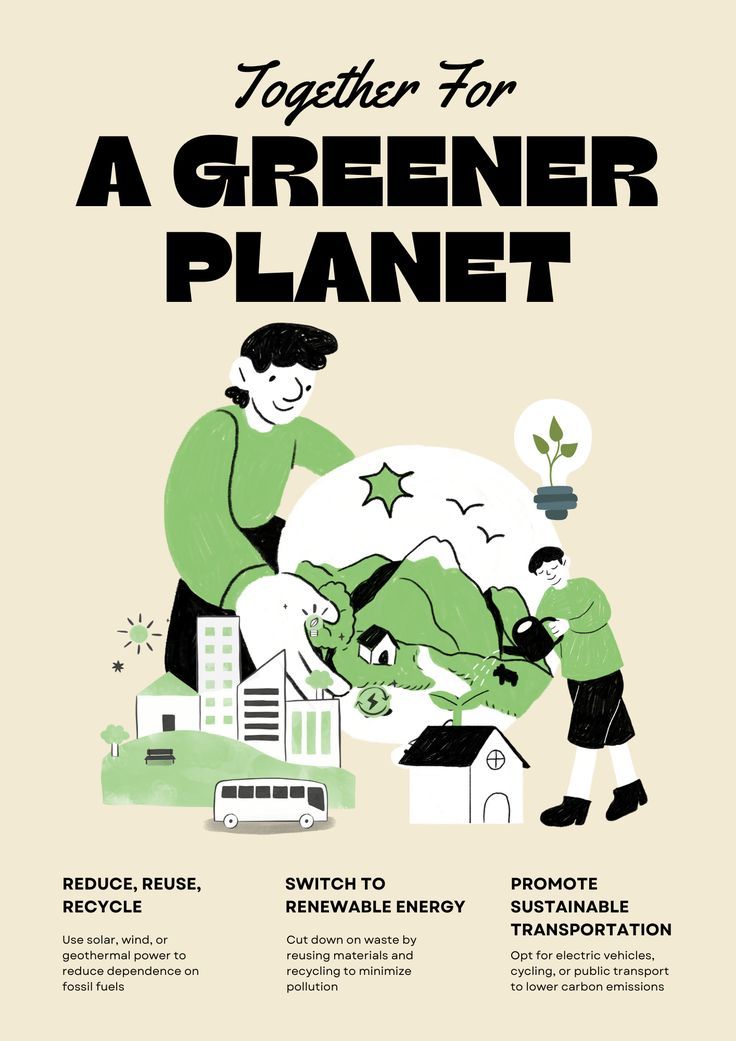 Together For
A GREENER
PLANET
REDUCE, REUSE,
RECYCLE
Use solar, wind, or
geothermal power to
reduce dependence on
fossil fuels
SWITCH TO
RENEWABLE ENERGY
Cut down on waste by
reusing materials and
recycling to minimize
pollution
PROMOTE
SUSTAINABLE
TRANSPORTATION
Opt for electric vehicles,
cycling, or public transport
to lower carbon emissions